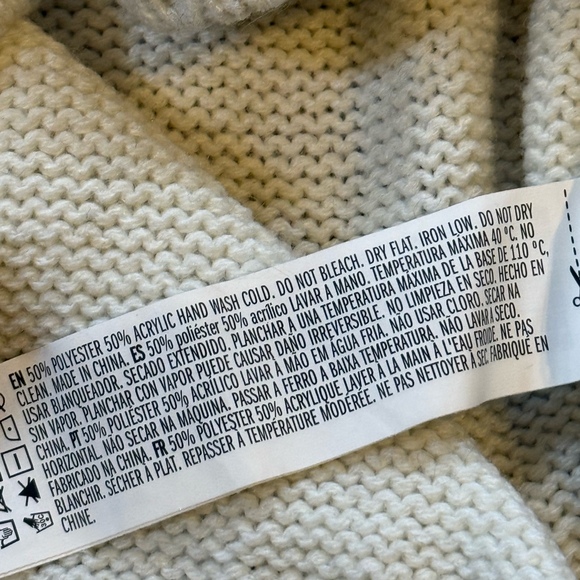 EN 50% POLYESTER 50% ACRYLIC HAND WASH COLD. DO NOT BLEACH. DRY FLAT. IRON LOW. DO NOT DRY
CLEAN. MADE IN CHINA. ES 50% poliéster 50% acrílico LAVAR A MANO. TEMPERATURA MÁXIMA 40 °C. NO
USAR BLANQUEADOR. SECADO EXTENDIDO. PLANCHAR A UNA TEMPERATURA MÁXIMA DE LA BASE DE 110 °C,
SIN VAPOR. PLANCHAR CON VAPOR PUEDE CAUSAR DAÑO IRREVERSIBLE. NO LIMPIEZA EN SECO. HECHO EN
CHINA. PT 50% POLIÉSTER 50% ACRÍLICO LAVAR À MÃO EM ÁGUA FRIA. NÃO USAR CLORO. SECAR NA
HORIZONTAL. NÃO SECAR NA MÁQUINA. PASSAR A FERRO A BAIXA TEMPERATURA. NÃO LAVAR A SECO.
FABRICADO NA CHINA. FR 50% POLYESTER 50% ACRYLIQUE LAVER À LA MAIN À L'EAU FROIDE. NE PAS
BLANCHIR. SÉCHER À PLAT. REPASSER À TEMPÉRATURE MODÉRÉE. NE PAS NETTOYER À SEC. FABRIQUÉ EN
CHINE.